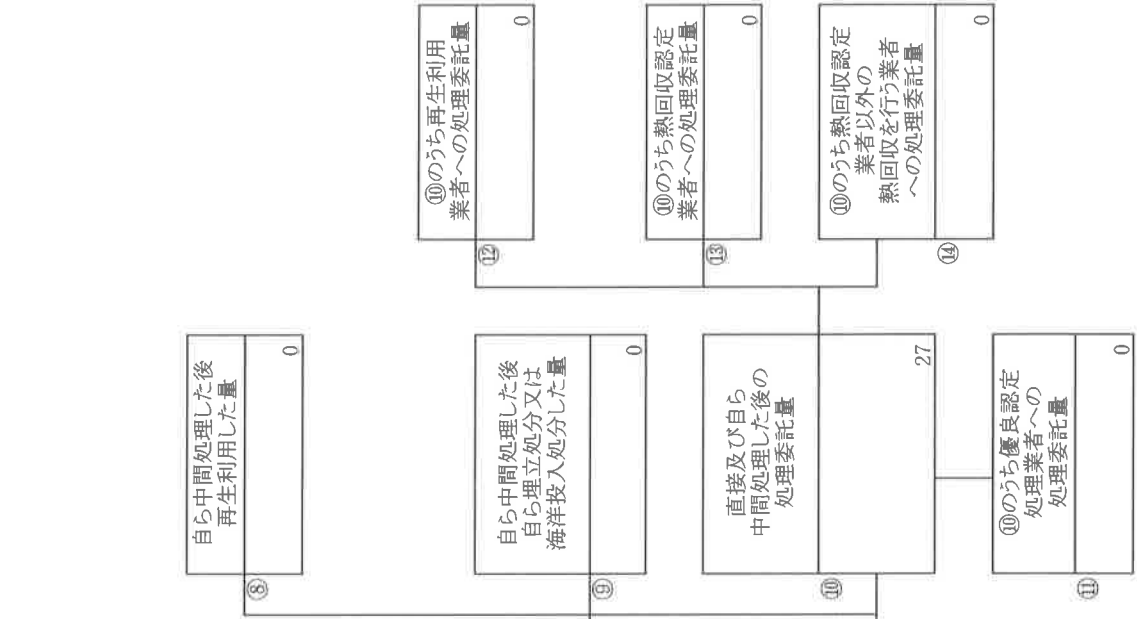 ⑧
自ら中間処理した後
再生利用した量
0
⑨
自ら中間処理した後
自ら埋立処分又は
海洋投入処分した量
0
⑩
直接及び自ら
中間処理した後の
処理委託量
27
⑪
⑩のうち優良認定
処理業者への
処理委託量
0
⑫
⑩のうち再生利用
業者への処理委託量
0
⑬
⑩のうち熱回収認定
業者への処理委託量
0
⑭
⑩のうち熱回収認定
業者以外の
熱回収を行う業者
への処理委託量
0